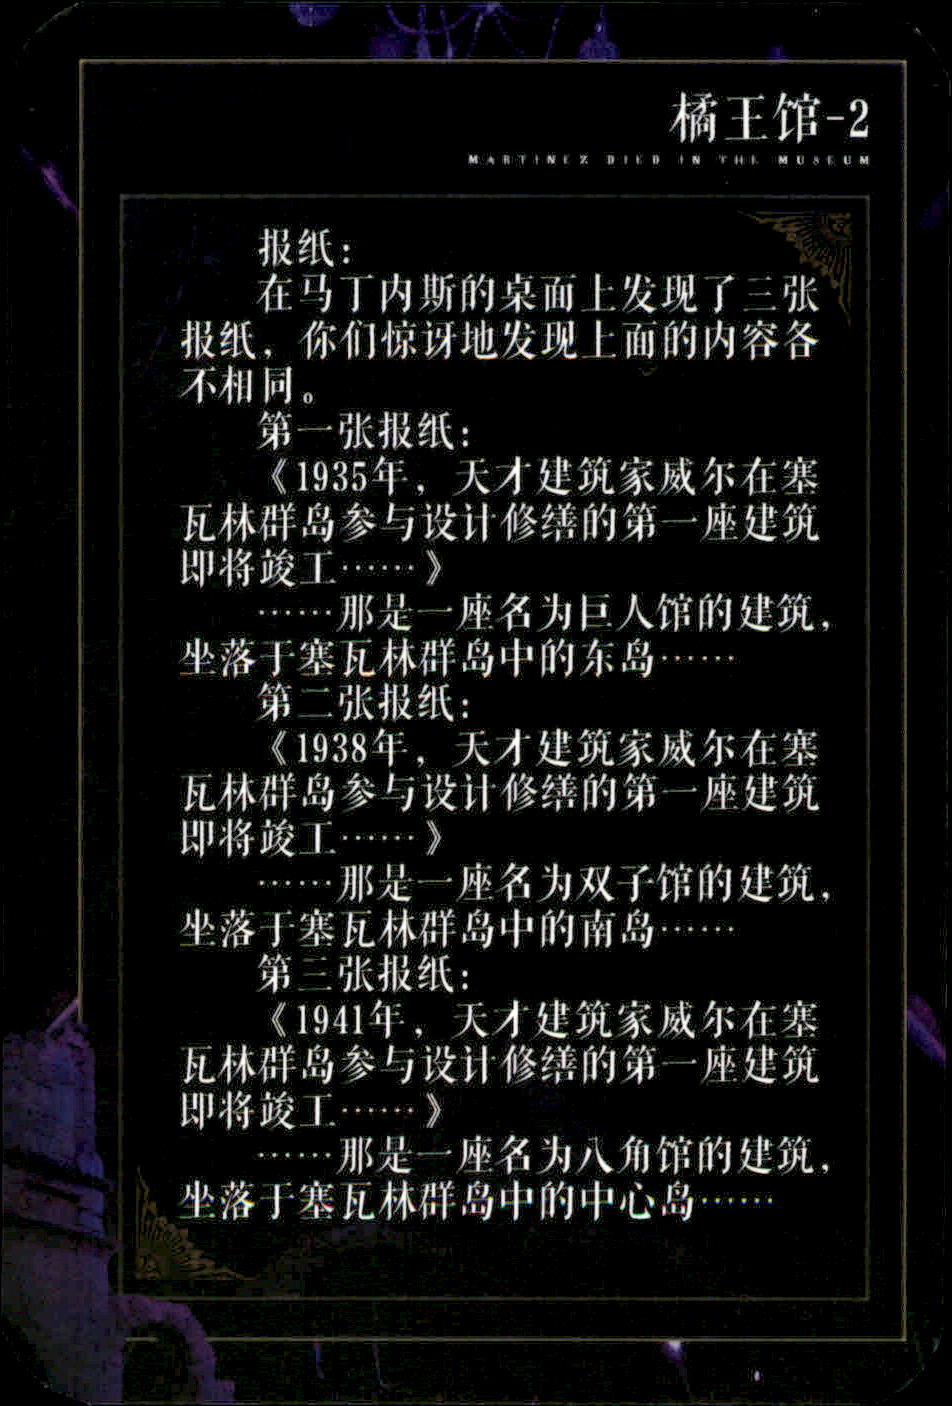 橘王馆-2
MARTINEZ DIED IN THE MUSEUM
报纸：
在马丁内斯的桌面上发现了三张
报纸，你们惊讶地发现上面的内容各
不相同。
第一张报纸：
《1935年，天才建筑家威尔在塞
瓦林群岛参与设计修缮的第一座建筑
即将竣工……》
……那是一座名为巨人馆的建筑，
坐落于塞瓦林群岛中的东岛……
第二张报纸：
《1938年，天才建筑家威尔在塞
瓦林群岛参与设计修缮的第一座建筑
即将竣工……》
……那是一座名为双子馆的建筑，
坐落于塞瓦林群岛中的南岛……
第三张报纸：
《1941年，天才建筑家威尔在塞
瓦林群岛参与设计修缮的第一座建筑
即将竣工……》
……那是一座名为八角馆的建筑，
坐落于塞瓦林群岛中的中心岛……